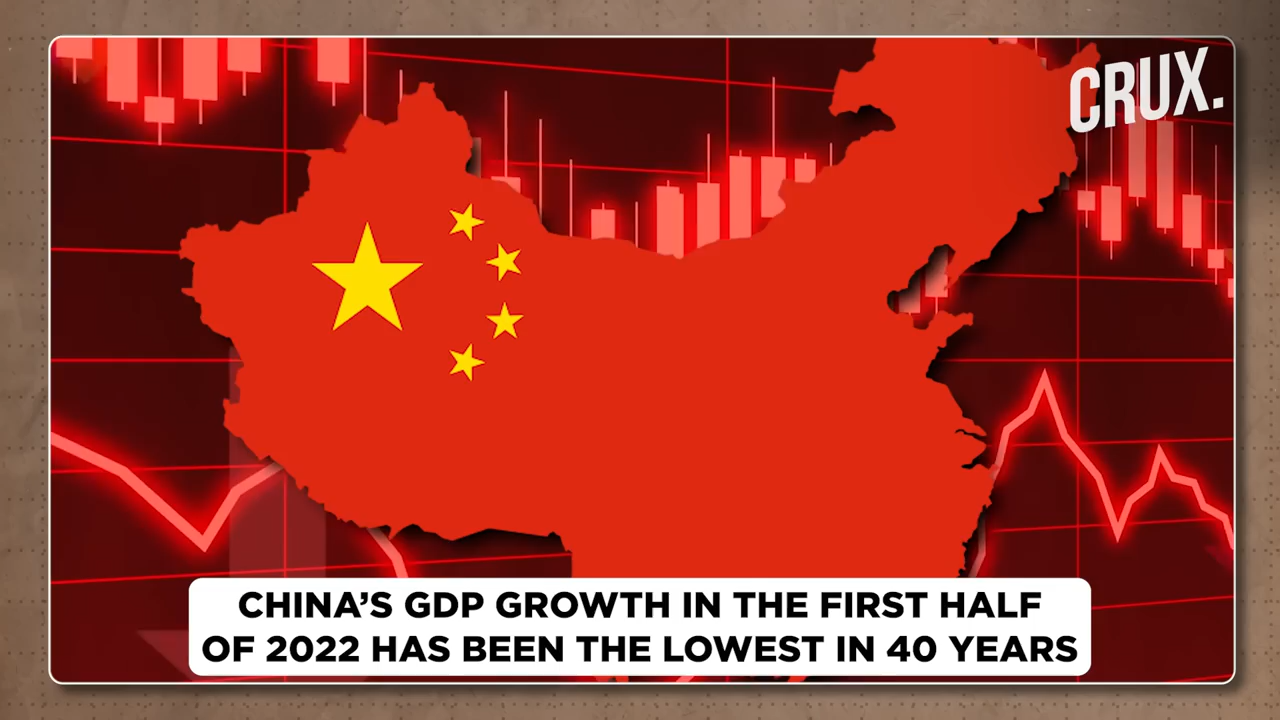 CRUX.
CHINA'S GDP GROWTH IN THE FIRST HALF
OF 2022 HAS BEEN THE LOWEST IN 40 YEARS